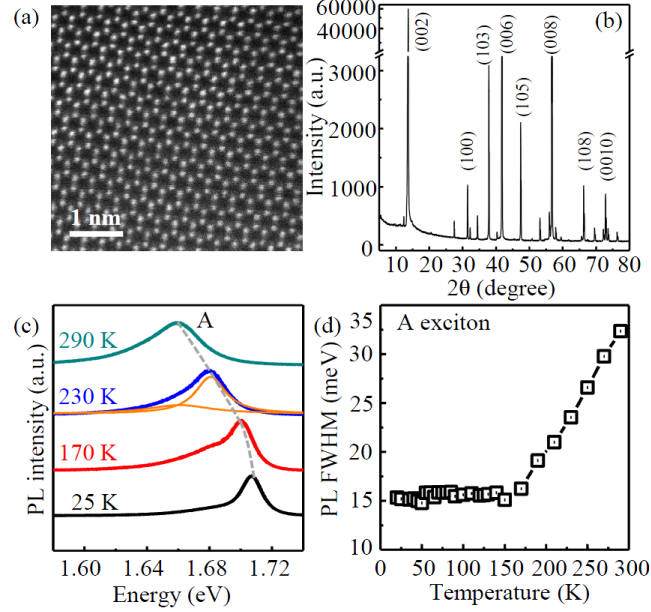 (a)
1 nm
(b)
60000
40000
3000
2000
1000
0
Intensity (a.u.)
(002)
(100)
(103)
(006)
(105)
(008)
(108)
(0010)
10 20 30 40 50 60 70 80
2θ (degree)
(c)
A
290 K
230 K
170 K
25 K
PL intensity (a.u.)
1.60 1.64 1.68 1.72
Energy (eV)
(d)
A exciton
35
30
25
20
15
10
PL FWHM (meV)
0 50 100 150 200 250 300
Temperature (K)